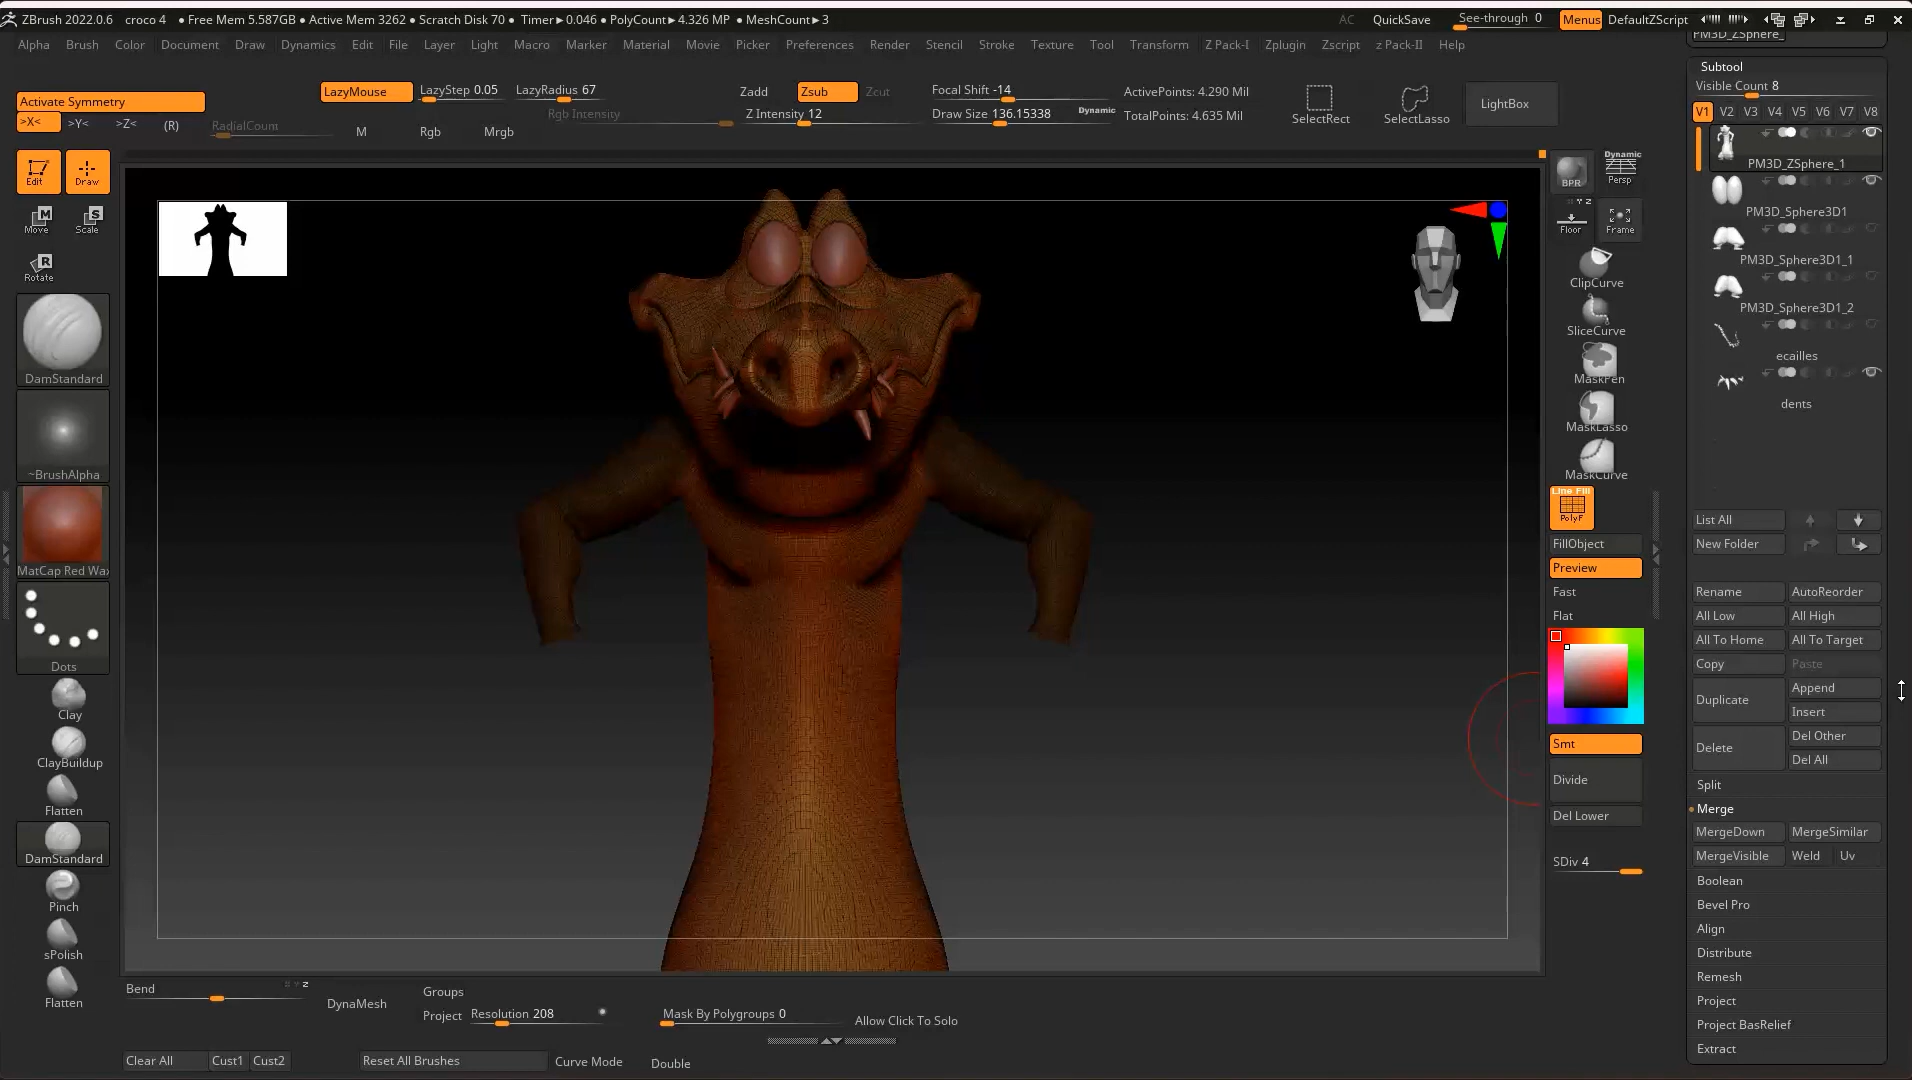 ZBrush 2022.0.6 croco 4 • Free Mem 5.587GB • Active Mem 3262 • Scratch Disk 70 • Timer►0.046 • PolyCount►4.326 MP • MeshCount►3
AC QuickSave See-through 0 Menus DefaultZScript
PM3D_ZSphere_
Alpha Brush Color Document Draw Dynamics Edit File Layer Light Macro Marker Material Movie Picker Preferences Render Stencil Stroke Texture Tool Transform Z Pack-I Zplugin Zscript z Pack-II Help
Subtool
Visible Count 8
V1 V2 V3 V4 V5 V6 V7 V8
Activate Symmetry
>X< >Y< >Z< (R) RadialCount
LazyMouse LazyStep 0.05 LazyRadius 67
Rgb Intensity
M Rgb Mrgb
Zadd Zsub Zcut
Z Intensity 12
Focal Shift -14
Draw Size 136.15338 Dynamic
ActivePoints: 4.290 Mil
TotalPoints: 4.635 Mil
SelectRect SelectLasso LightBox
Edit Draw
Move Scale
Rotate
M S R
DamStandard
~BrushAlpha
MatCap Red Wax
Dots
Clay
ClayBuildup
Flatten
DamStandard
Pinch
sPolish
Flatten
BPR
Dynamic
Persp
Floor Frame
ClipCurve
SliceCurve
MaskPen
MaskLasso
MaskCurve
Line Fill
PolyF
FillObject
Preview
Fast
Flat
Smt
Divide
Del Lower
SDiv 4
PM3D_ZSphere_1
PM3D_Sphere3D1
PM3D_Sphere3D1_1
PM3D_Sphere3D1_2
ecailles
dents
List All
New Folder
Rename AutoReorder
All Low All High
All To Home All To Target
Copy Paste
Duplicate Append
Insert
Delete Del Other
Del All
Split
Merge
MergeDown MergeSimilar
MergeVisible Weld Uv
Boolean
Bevel Pro
Align
Distribute
Remesh
Project
Project BasRelief
Extract
Bend X Y Z
DynaMesh
Groups
Project Resolution 208
Mask By Polygroups 0
Allow Click To Solo
Clear All Cust1 Cust2
Reset All Brushes Curve Mode Double